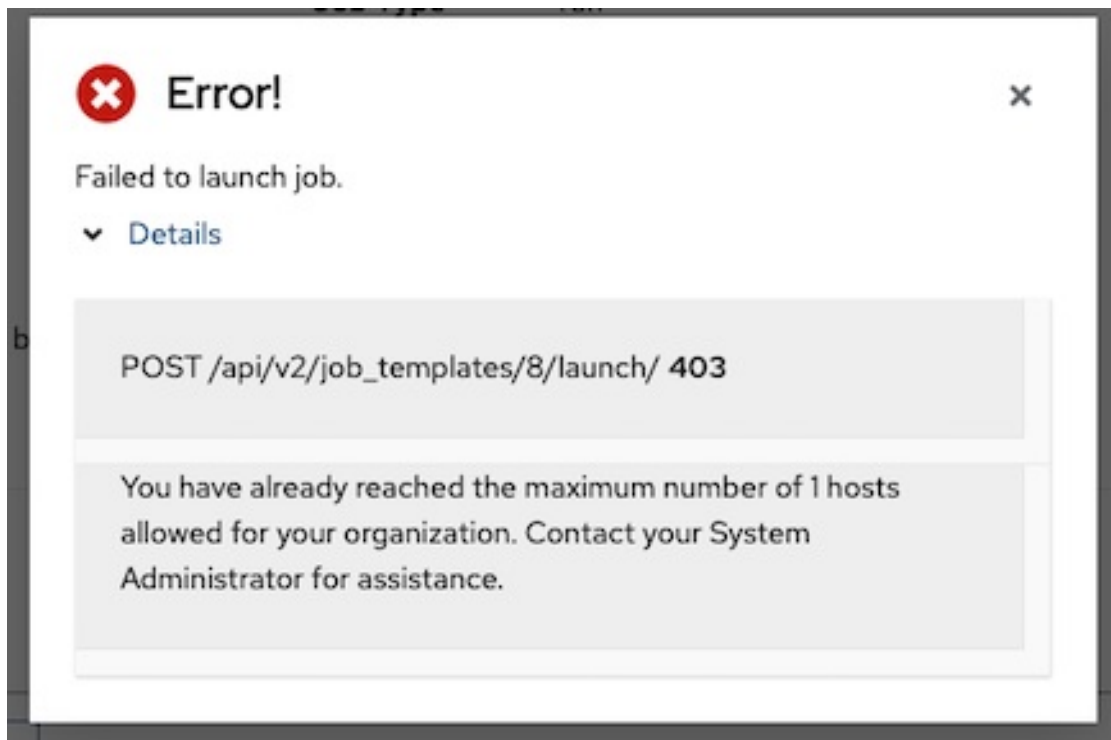 Error!
Failed to launch job.
Details
POST /api/v2/job_templates/8/launch/ 403
You have already reached the maximum number of 1 hosts
allowed for your organization. Contact your System
Administrator for assistance.